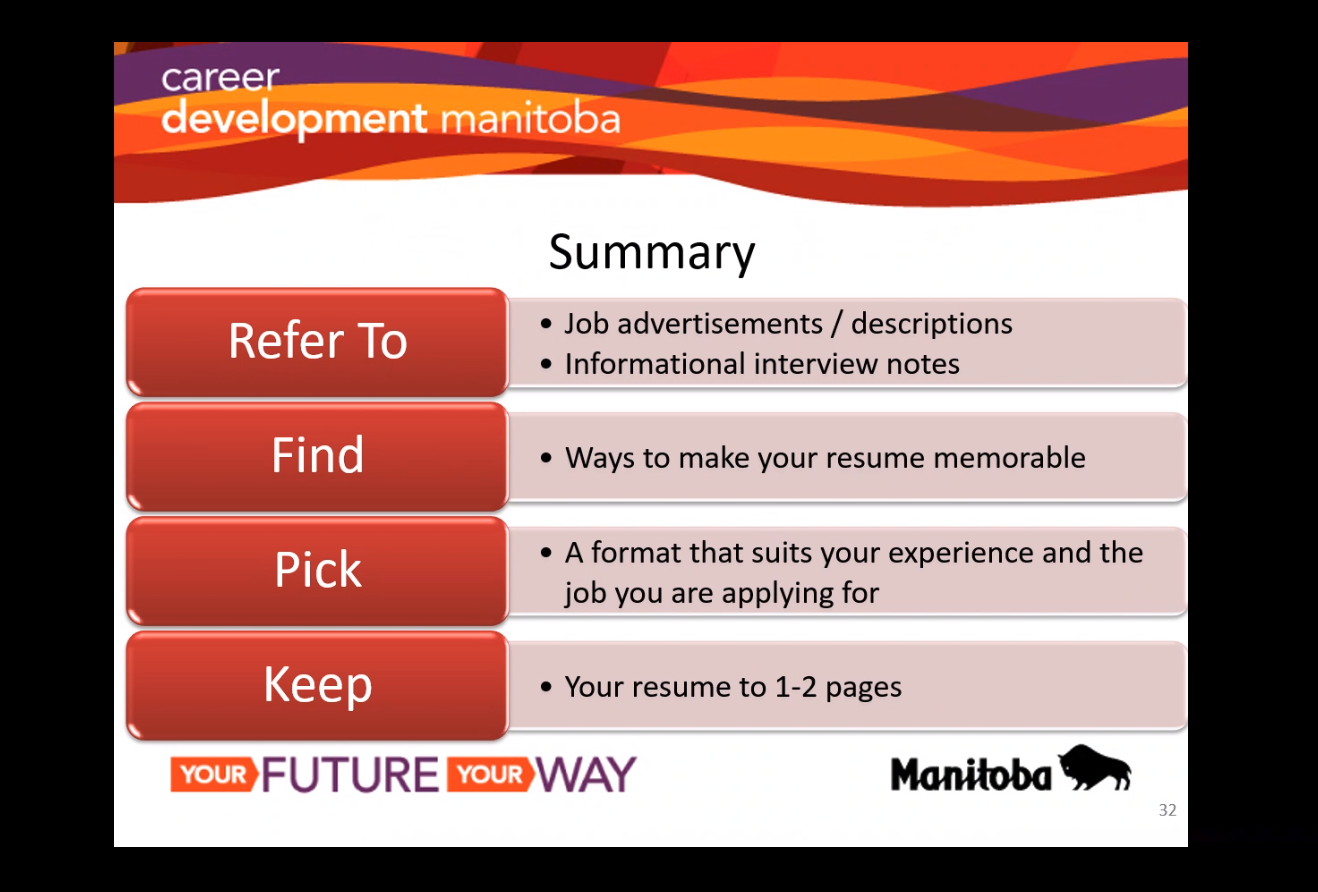 career
development manitoba
Summary
Refer To
• Job advertisements / descriptions
• Informational interview notes
Find
• Ways to make your resume memorable
Pick
• A format that suits your experience and the
job you are applying for
Keep
• Your resume to 1-2 pages
YOUR FUTURE YOUR WAY
Manitoba
32